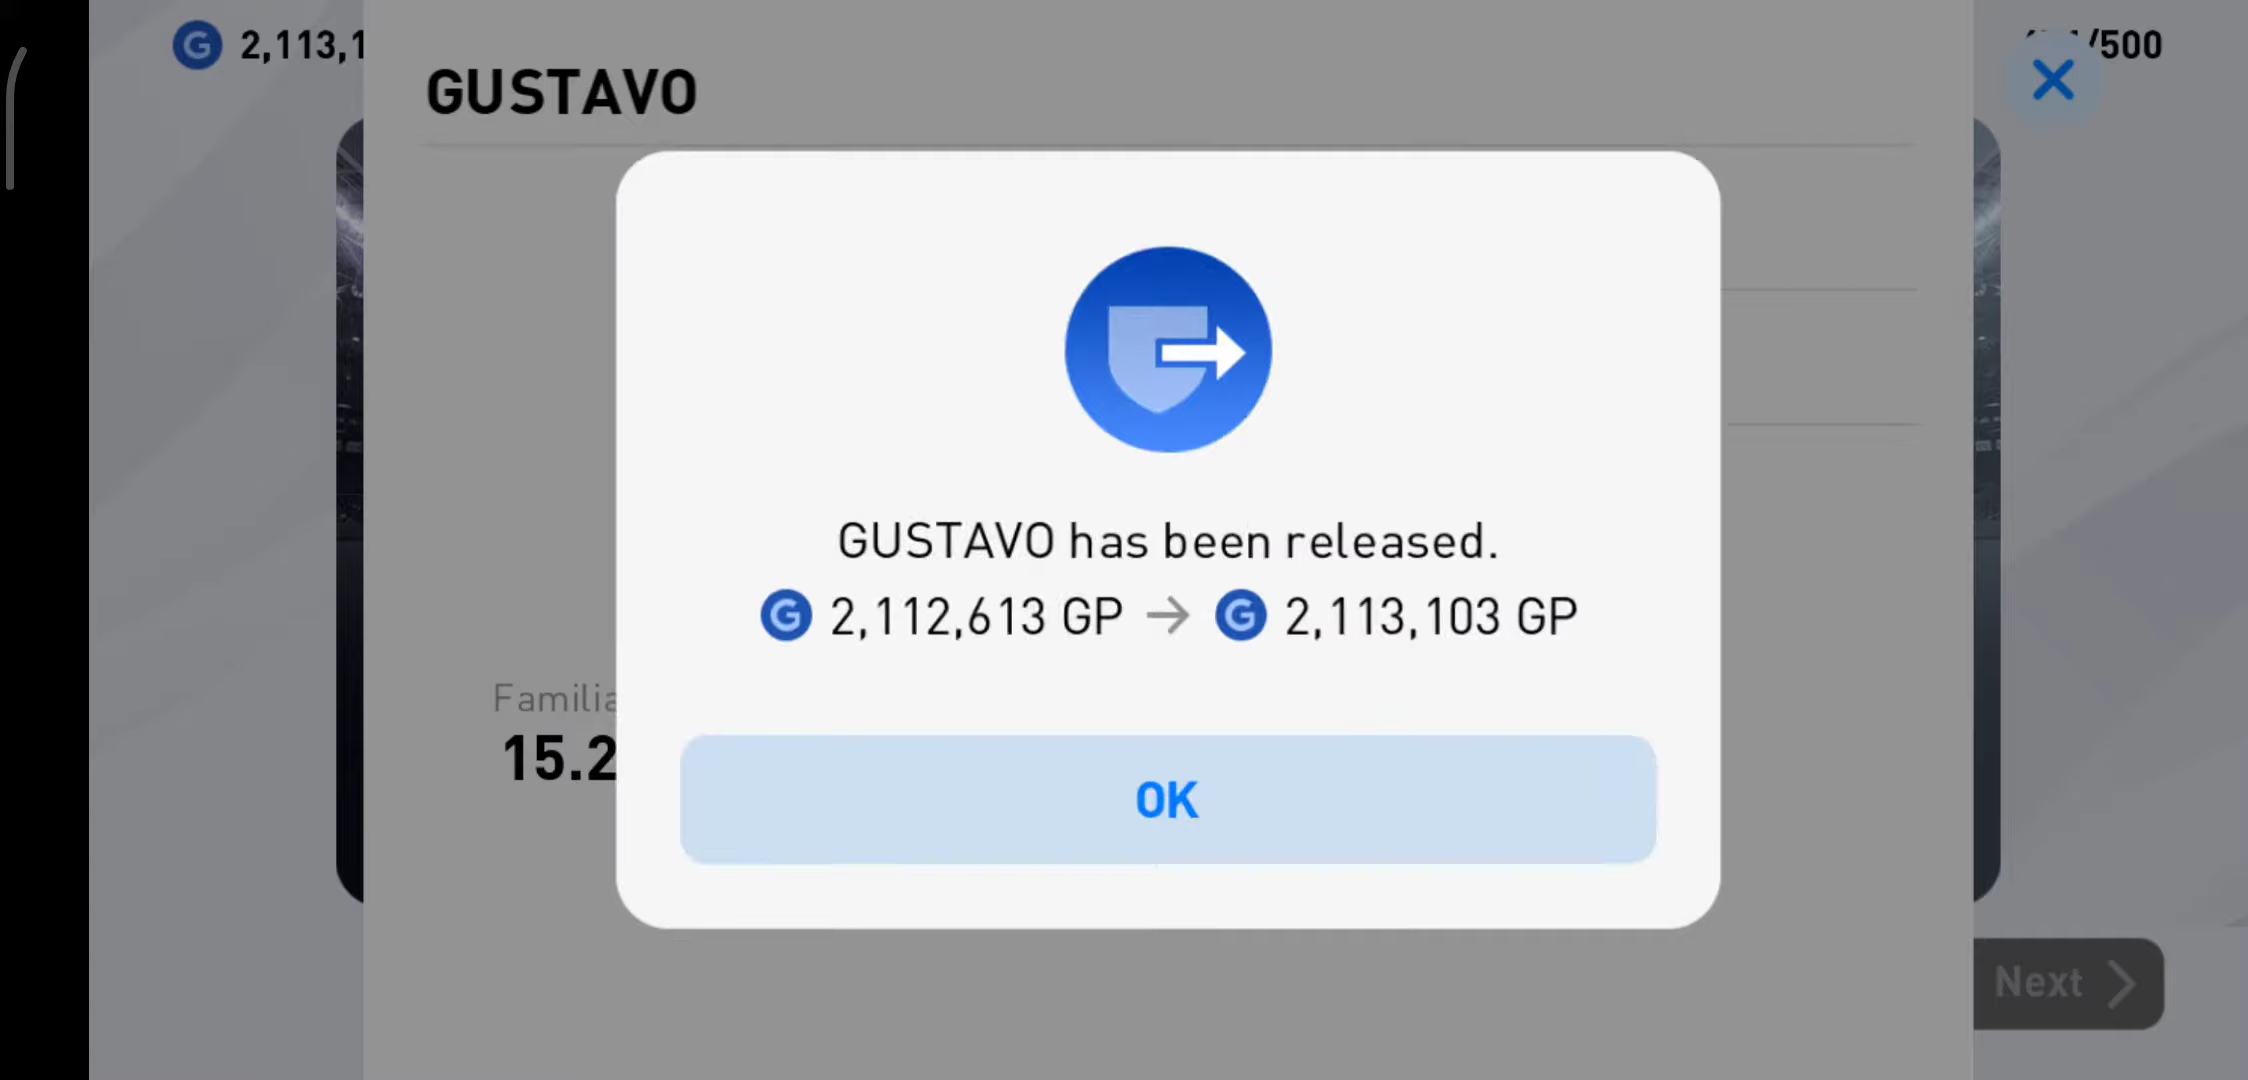 2,113,1
/500
GUSTAVO
GUSTAVO has been released.
2,112,613 GP → 2,113,103 GP
Familia
15.2
OK
Next